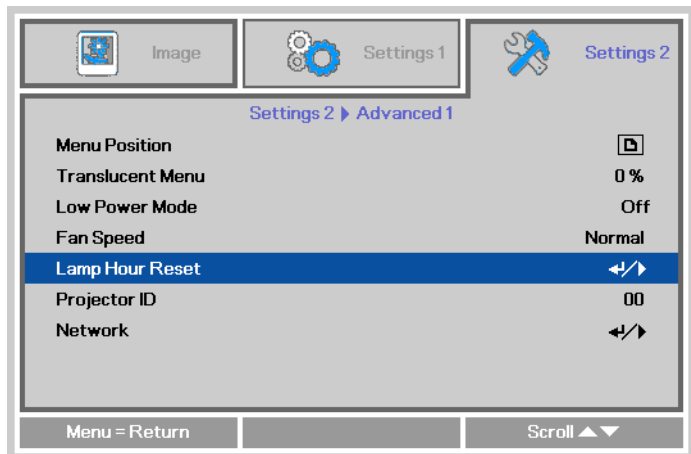 Image Settings 1 Settings 2
Settings 2 Advanced 1
Menu Position
Translucent Menu 0 %
Low Power Mode Off
Fan Speed Normal
Lamp Hour Reset
Projector ID 00
Network
Menu = Return Scroll